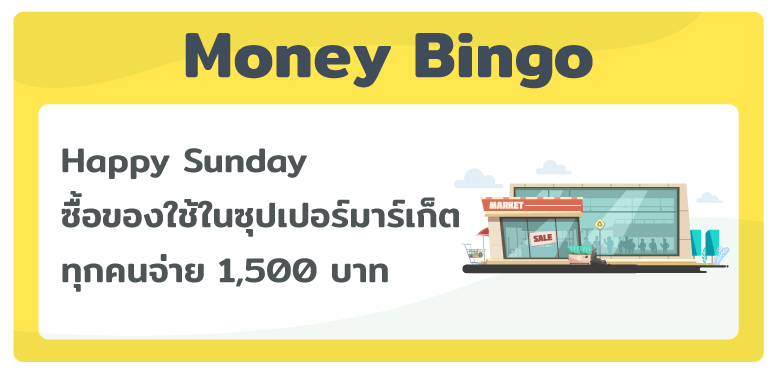 Money Bingo
Happy Sunday
ซื้อของใช้ในซุปเปอร์มาร์เก็ต
ทุกคนจ่าย 1,500 บาท
MARKET
SALE